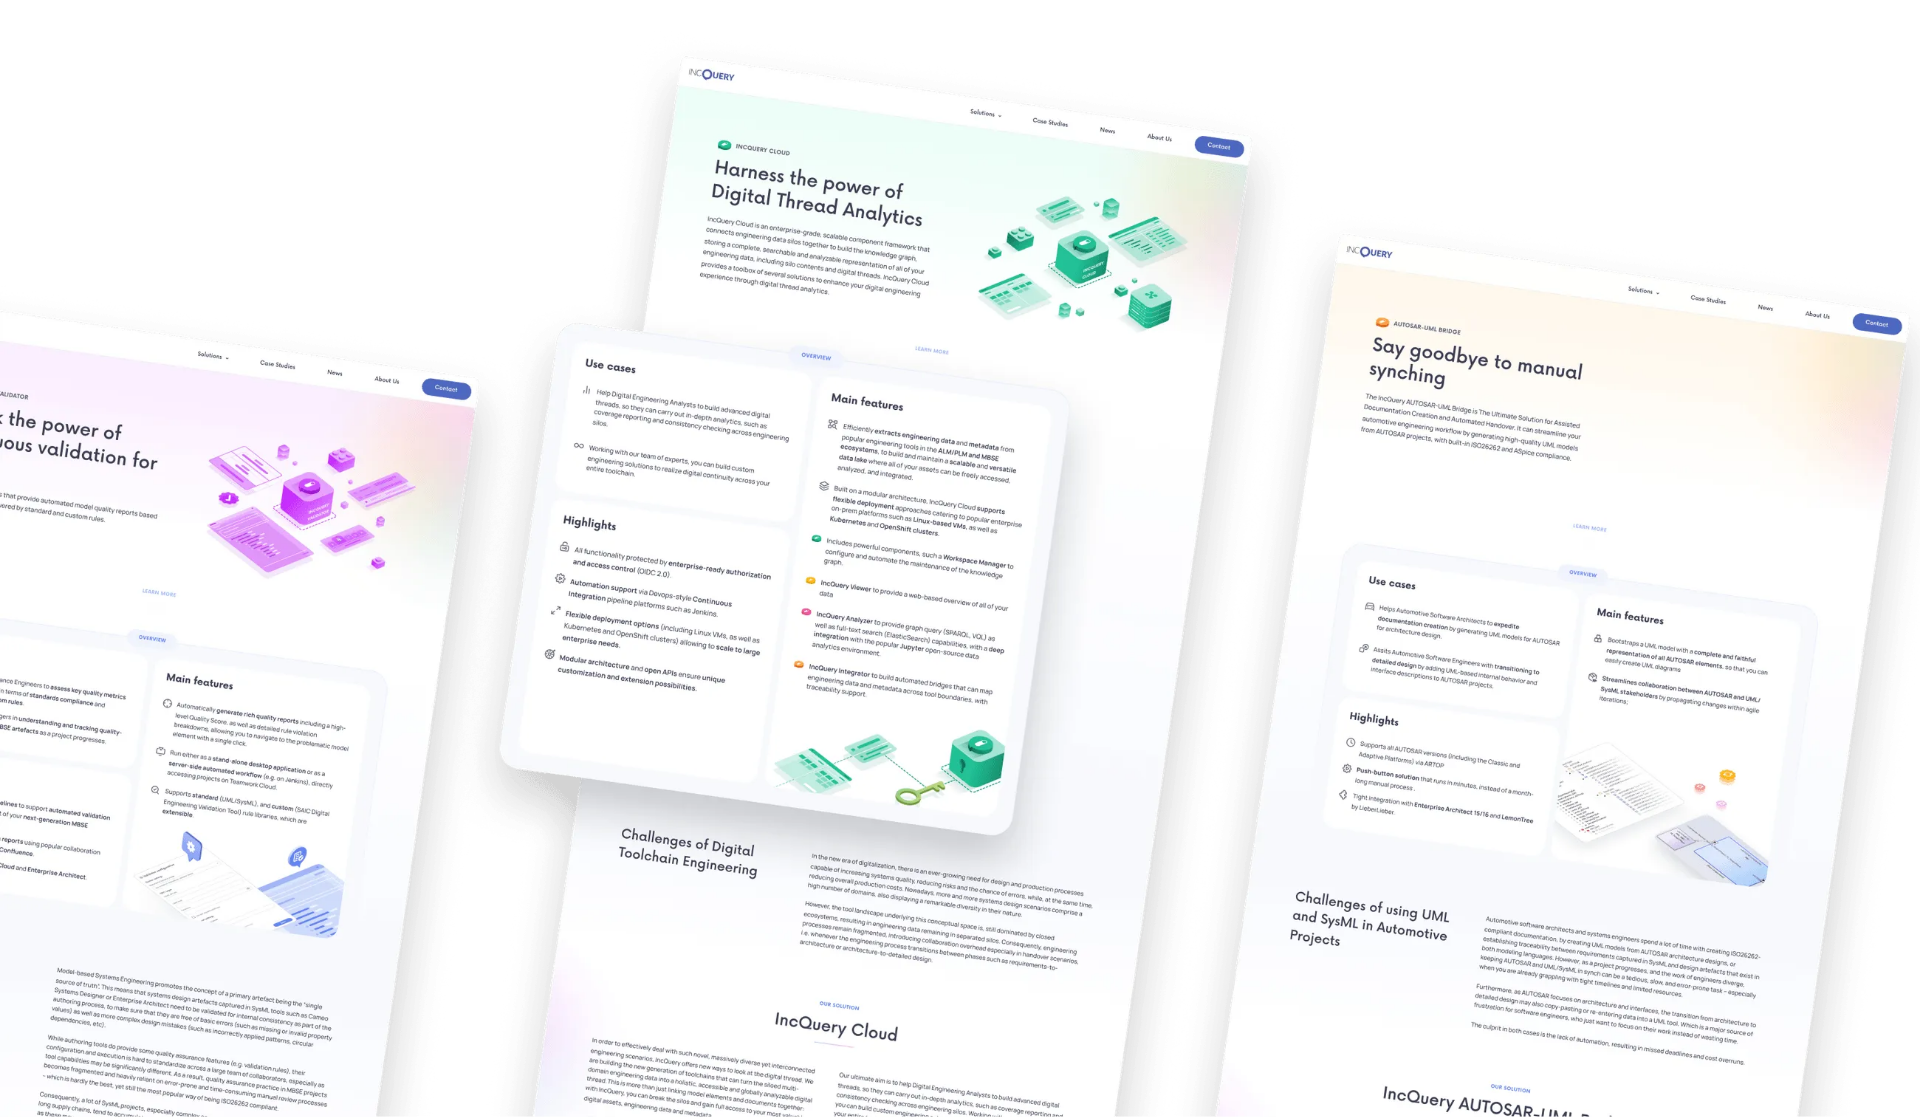 Solutions
Case Studies
News
About Us
Contact
ALIDATOR
the power of
uous validation for
s that provide automated model quality reports based
vered by standard and custom rules.
LEARN MORE
OVERVIEW
ance Engineers to assess key quality metrics
in terms of standards compliance and
om rules.
gers in understanding and tracking quality-
MBSE artefacts as a project progresses.
elines to support automated validation
t of your next-generation MBSE
reports using popular collaboration
Confluence.
Cloud and Enterprise Architect.
Main features
Automatically generate rich quality reports including a high-
level Quality Score, as well as detailed rule violation
breakdowns, allowing you to navigate to the problematic model
element with a single click.
Run either as a stand-alone desktop application or as a
server-side automated workflow (e.g. on Jenkins), directly
accessing projects on Teamwork Cloud.
Supports standard (UML/SysML), and custom (SAIC Digital
Engineering Validation Tool) rule libraries, which are
extensible
Model-based Systems Engineering promotes the concept of a primary artefact being the "single
source of truth". This means that systems design artefacts captured in SysML tools such as Cameo
Systems Designer or Enterprise Architect need to be validated for internal consistency as part of the
authoring process, to make sure that they are free of basic errors (such as missing or invalid property
values) as well as more complex design mistakes (such as incorrectly applied patterns, circular
dependencies, etc).
While authoring tools do provide some quality assurance features (e.g. validation rules), their
configuration and execution is hard to standardize across a large team of collaborators, especially as
tool capabilities may be significantly different. As a result, quality assurance practice in MBSE projects
becomes fragmented and heavily reliant on error-prone and time-consuming manual review processes
- which is hardly the best, yet still the most popular way of being ISO26262 compliant.
Consequently, a lot of SysML projects, especially
long supply chains, tend to
as these
INCQUERY
Solutions
Case Studies
News
About Us
Contact
INCQUERY CLOUD
Harness the power of
Digital Thread Analytics
IncQuery Cloud is an enterprise-grade, scalable component framework that
connects engineering data silos together to build the knowledge graph,
storing a complete, searchable and analyzable representation of all of your
engineering data, including silo contents and digital threads. IncQuery Cloud
provides a toolbox of several solutions to enhance your digital engineering
experience through digital thread analytics.
INCQUERY
CLOUD
LEARN MORE
OVERVIEW
Use cases
Help Digital Engineering Analysts to build advanced digital
threads, so they can carry out in-depth analytics, such as
coverage reporting and consistency checking across engineering
silos.
Working with our team of experts, you can build custom
engineering solutions to realize digital continuity across your
entire toolchain.
Highlights
All functionality protected by enterprise-ready authorization
and access control (OIDC 2.0).
Automation support via Devops-style Continuous
Integration pipeline platforms such as Jenkins.
Flexible deployment options (including Linux VMs, as well as
Kubernetes and OpenShift clusters) allowing to scale to large
enterprise needs.
Modular architecture and open APIs ensure unique
customization and extension possibilities.
Main features
Efficiently extracts engineering data and metadata from
popular engineering tools in the ALM/PLM and MBSE
ecosystems, to build and maintain a scalable and versatile
data lake where all of your assets can be freely accessed,
analyzed, and integrated.
Built on a modular architecture, IncQuery Cloud supports
flexible deployment approaches catering to popular enterprise
on-prem platforms such as Linux-based VMs, as well as
Kubernetes and OpenShift clusters.
Includes powerful components, such a Workspace Manager to
configure and automate the maintenance of the knowledge
graph.
IncQuery Viewer to provide a web-based overview of all of your
data
IncQuery Analyzer to provide graph query (SPARQL, VQL) as
well as full-text search (ElasticSearch) capabilities, with a deep
integration with the popular Jupyter open-source data
analytics environment.
IncQuery Integrator to build automated bridges that can map
engineering data and metadata across tool boundaries, with
traceability support.
Challenges of Digital
Toolchain Engineering
In the new era of digitalization, there is an ever-growing need for design and production processes
capable of increasing systems quality, reducing risks and the chance of errors, while, at the same time,
reducing overall production costs. Nowadays, more and more systems design scenarios comprise a
high number of domains, also displaying a remarkable diversity in their nature.
However, the tool landscape underlying this conceptual space is, still dominated by closed
ecosystems, resulting in engineering data remaining in separated silos. Consequently, engineering
processes remain fragmented, introducing collaboration overhead especially in handover scenarios,
i.e. whenever the engineering process transitions between phases such as requirements-to-
architecture or architecture-to-detailed design.
OUR SOLUTION
IncQuery Cloud
In order to effectively deal with such novel, massively diverse yet interconnected
engineering scenarios, IncQuery offers new ways to look at the digital thread. We
are building the new generation of toolchains that can turn the siloed multi-
domain engineering data into a holistic, accessible and globally analyzable digital
thread. This is more than just linking model elements and documents together:
with IncQuery, you can break the silos and gain full access to your most
digital assets, engineering data and metadata.
Our ultimate aim is to help Digital Engineering Analysts to build advanced digital
threads, so they can carry out in-depth analytics, such as coverage reporting and
consistency checking across engineering silos.
you can build custom
INCQUERY
Solutions
Case Studies
News
About Us
Contact
AUTOSAR-UML BRIDGE
Say goodbye to manual
synching
The IncQuery AUTOSAR-UML Bridge is The Ultimate Solution for Assisted
Documentation Creation and Automated Handover. It can streamline your
automotive engineering workflow by generating high-quality UML models
from AUTOSAR projects, with built-in ISO26262 and ASpice compliance.
LEARN MORE
OVERVIEW
Use cases
Helps Automotive Software Architects to expedite
documentation creation by generating UML models for AUTOSAR
for architecture design.
Assits Automotive Software Engineers with transitioning to
detailed design by adding UML-based internal behavior and
interface descriptions to AUTOSAR projects.
Highlights
Supports all AUTOSAR versions (including the Classic and
Adaptive Platforms) via ARTOP
Push-button solution that runs in minutes, instead of a month-
long manual process .
Tight integration with Enterprise Architect 15/16 and LemonTree
by LieberLieber.
Main features
Bootstraps a UML model with a complete and faithful
representation of all AUTOSAR elements, so that you can
easily create UML diagrams
Streamlines collaboration between AUTOSAR and UML/
SysML stakeholders by propagating changes within agile
iterations;
Challenges of using UML
and SysML in Automotive
Projects
Automotive software architects and systems engineers spend a lot of time with creating ISO26262-
compliant documentation, by creating UML models from AUTOSAR architecture designs, or
establishing traceability between requirements captured in SysML and design artefacts that exist in
both modeling languages. However, as a project progresses, and the work of engineers diverge,
keeping AUTOSAR and UML/SysML in synch can be a tedious, slow, and error-prone task - especially
when you are already grappling with tight timelines and limited resources.
Furthermore, as AUTOSAR focuses on architecture and interfaces, the transition from architecture to
detailed design may also copy-pasting or re-entering data into a UML tool. Which is a major source of
frustration for software engineers, who just want to focus on their work instead of wasting time.
The culprit in both cases is the lack of automation, resulting in missed deadlines and cost overruns.
OUR SOLUTION
IncQuery AUTOSAR-UML